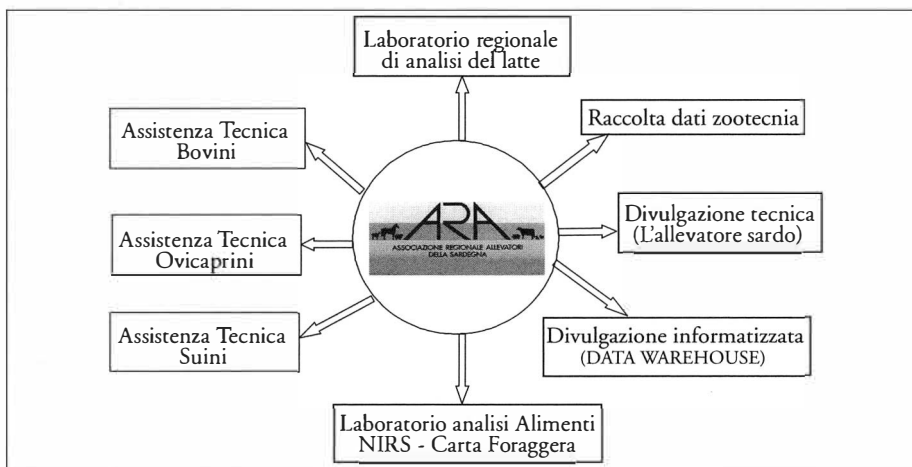 Laboratorio regionale
di analisi del latte
Assistenza Tecnica
Bovini
Raccolta dati zootecnia
ARA
ASSOCIAZIONE REGIONALE ALLEVATORI
DELLA SARDEGNA
Assistenza Tecnica
Ovicaprini
Divulgazione tecnica
(L'allevatore sardo)
Assistenza Tecnica
Suini
Divulgazione informatizzata
(DATA WAREHOUSE)
Laboratorio analisi Alimenti
NIRS - Carta Foraggera